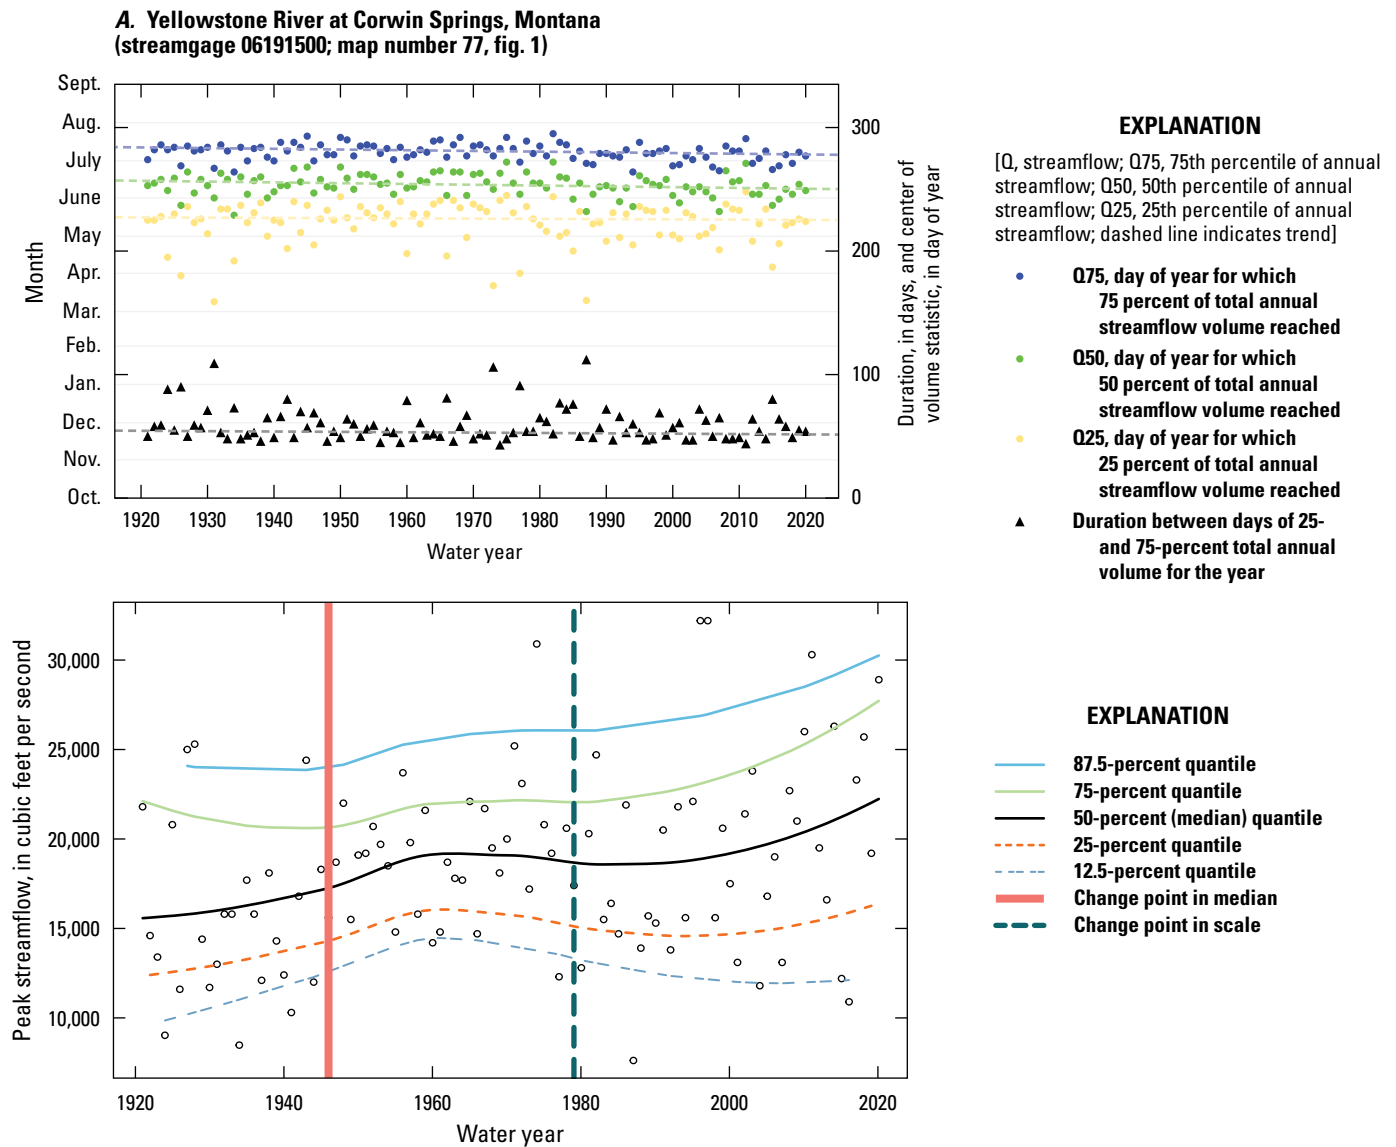 A. Yellowstone River at Corwin Springs, Montana
(streamgage 06191500; map number 77, fig. 1)
Sept.
Aug.
July
June
May
Apr.
Mar.
Feb.
Jan.
Dec.
Nov.
Oct.
Month
300
200
100
0
Duration, in days, and center of
volume statistic, in day of year
1920 1930 1940 1950 1960 1970 1980 1990 2000 2010 2020
Water year
EXPLANATION
[Q, streamflow; Q75, 75th percentile of annual
streamflow; Q50, 50th percentile of annual
streamflow; Q25, 25th percentile of annual
streamflow; dashed line indicates trend]
Q75, day of year for which
75 percent of total annual
streamflow volume reached
Q50, day of year for which
50 percent of total annual
streamflow volume reached
Q25, day of year for which
25 percent of total annual
streamflow volume reached
Duration between days of 25-
and 75-percent total annual
volume for the year
Peak streamflow, in cubic feet per second
30,000
25,000
20,000
15,000
10,000
1920 1940 1960 1980 2000 2020
Water year
EXPLANATION
87.5-percent quantile
75-percent quantile
50-percent (median) quantile
25-percent quantile
12.5-percent quantile
Change point in median
Change point in scale